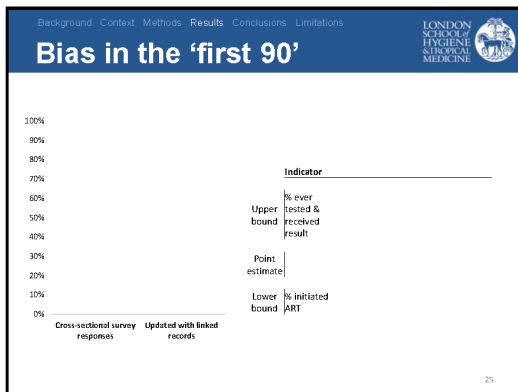 Background Context Methods Results Conclusions Limitations
Bias in the ‘first 90’
LONDON
SCHOOL of
HYGIENE
& TROPICAL
MEDICINE
100%
90%
80%
70%
60%
50%
40%
30%
20%
10%
0%
Cross-sectional survey
responses
Updated with linked
records
Indicator
Upper
bound
% ever
tested &
received
result
Point
estimate
Lower
bound
% initiated
ART
25